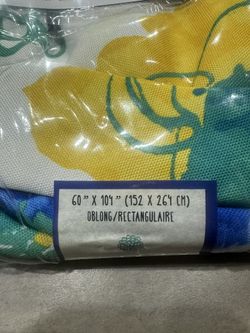 60" X 104" (152 X 264 CM)
OBLONG/RECTANGULAIRE